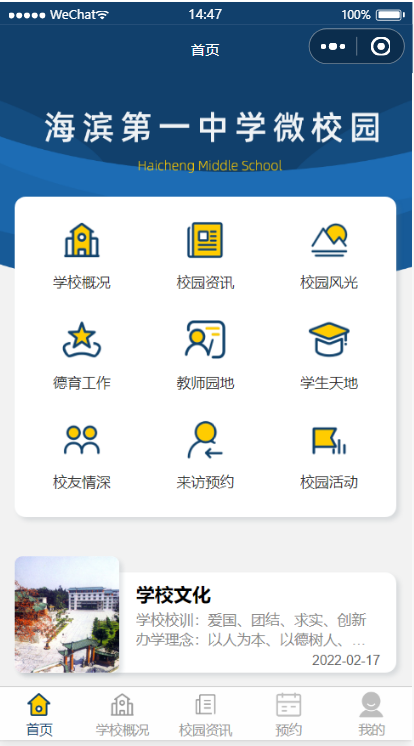 ●●●●● WeChat 14:47 100%
首页
海滨第一中学微校园
Haicheng Middle School
学校概况 校园资讯 校园风光
德育工作 教师园地 学生天地
校友情深 来访预约 校园活动
学校文化
学校校训：爱国、团结、求实、创新
办学理念：以人为本、以德树人、...
2022-02-17
首页 学校概况 校园资讯 预约 我的